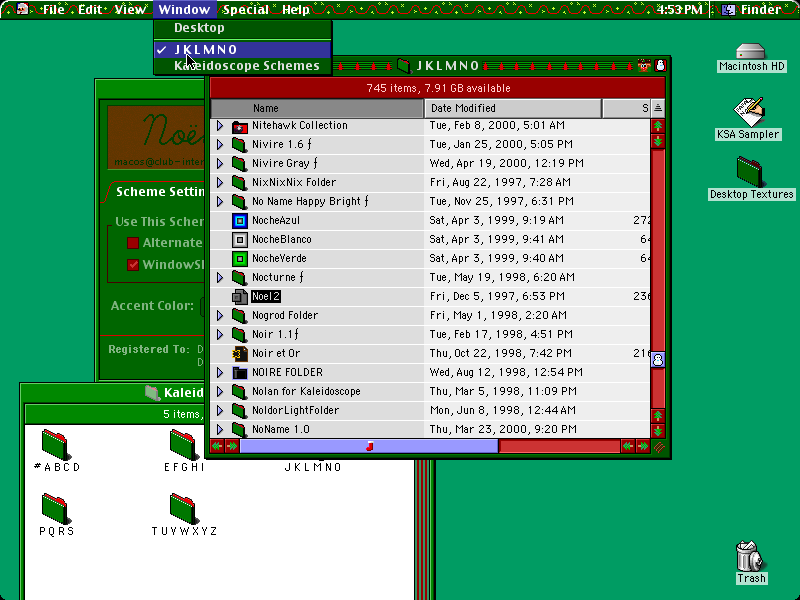 File Edit View Window Special Help 4:53 PM Finder
Desktop
✓ JKLMNO
Kaleidoscope Schemes
JKLMNO
745 items, 7.91 GB available
Name Date Modified S
Nitehawk Collection Tue, Feb 8, 2000, 5:01 AM
Nivire 1.6 ƒ Tue, Jan 25, 2000, 5:05 PM
Nivire Gray ƒ Wed, Apr 19, 2000, 12:19 PM
NixNixNix Folder Fri, Aug 22, 1997, 7:28 AM
No Name Happy Bright ƒ Tue, Nov 25, 1997, 6:31 PM
NocheAzul Sat, Apr 3, 1999, 9:19 AM 272
NocheBlanco Sat, Apr 3, 1999, 9:41 AM 64
NocheVerde Sat, Apr 3, 1999, 9:40 AM 64
Nocturne ƒ Tue, May 19, 1998, 6:20 AM
Noel2 Fri, Dec 5, 1997, 6:53 PM 236
Nogrod Folder Fri, May 1, 1998, 2:20 AM
Noir 1.1ƒ Tue, Feb 17, 1998, 4:51 PM
Noir et Or Thu, Oct 22, 1998, 7:42 PM 216
NOIRE FOLDER Wed, Aug 12, 1998, 12:54 PM
Nolan for Kaleidoscope Thu, Mar 5, 1998, 11:09 PM
NoldorLightFolder Mon, Jun 8, 1998, 12:44 AM
NoName 1.0 Thu, Mar 23, 2000, 9:20 PM
Noë
macos@club-inter
Scheme Settin
Use This Scher
Alternate
WindowSh
Accent Color:
Registered To: D
D
Kaleid
5 items,
#ABCD
EFGHI
JKLMNO
PQRS
TUVWXYZ
Macintosh HD
KSA Sampler
Desktop Textures
Trash